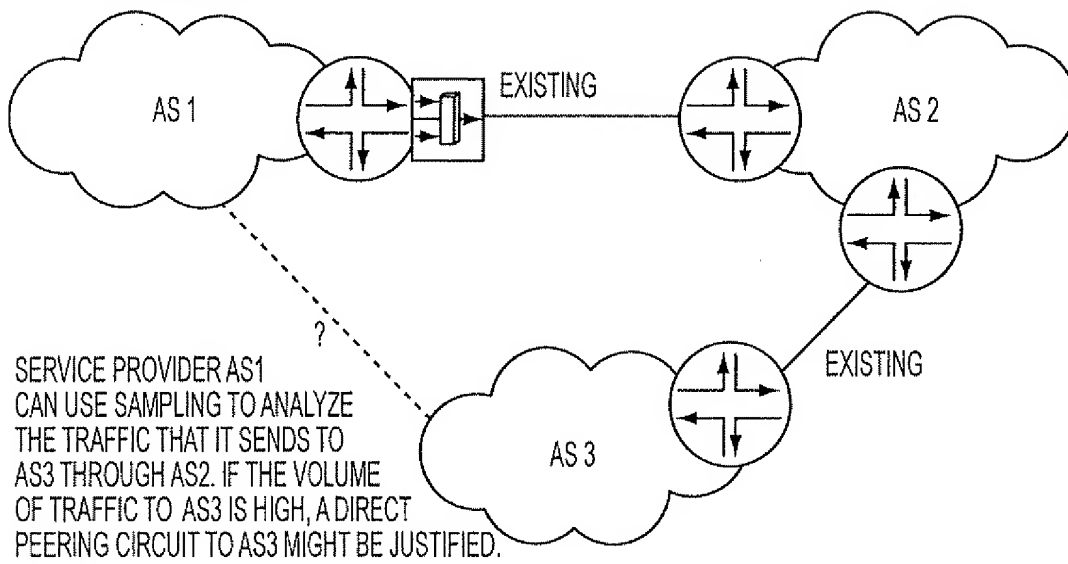 AS 1
EXISTING
AS 2
?
EXISTING
AS 3
SERVICE PROVIDER AS1
CAN USE SAMPLING TO ANALYZE
THE TRAFFIC THAT IT SENDS TO
AS3 THROUGH AS2. IF THE VOLUME
OF TRAFFIC TO AS3 IS HIGH, A DIRECT
PEERING CIRCUIT TO AS3 MIGHT BE JUSTIFIED.